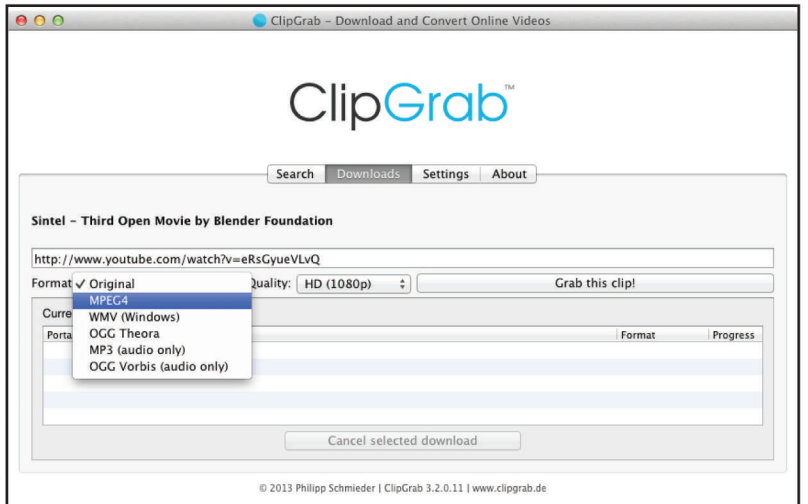 ClipGrab – Download and Convert Online Videos
ClipGrab™
Search Downloads Settings About
Sintel – Third Open Movie by Blender Foundation
http://www.youtube.com/watch?v=eRsGyueVLvQ
Format: ✓ Original Quality: HD (1080p) Grab this clip!
MPEG4
WMV (Windows)
OGG Theora
MP3 (audio only)
OGG Vorbis (audio only)
Format Progress
Cancel selected download
© 2013 Philipp Schmieder | ClipGrab 3.2.0.11 | www.clipgrab.de